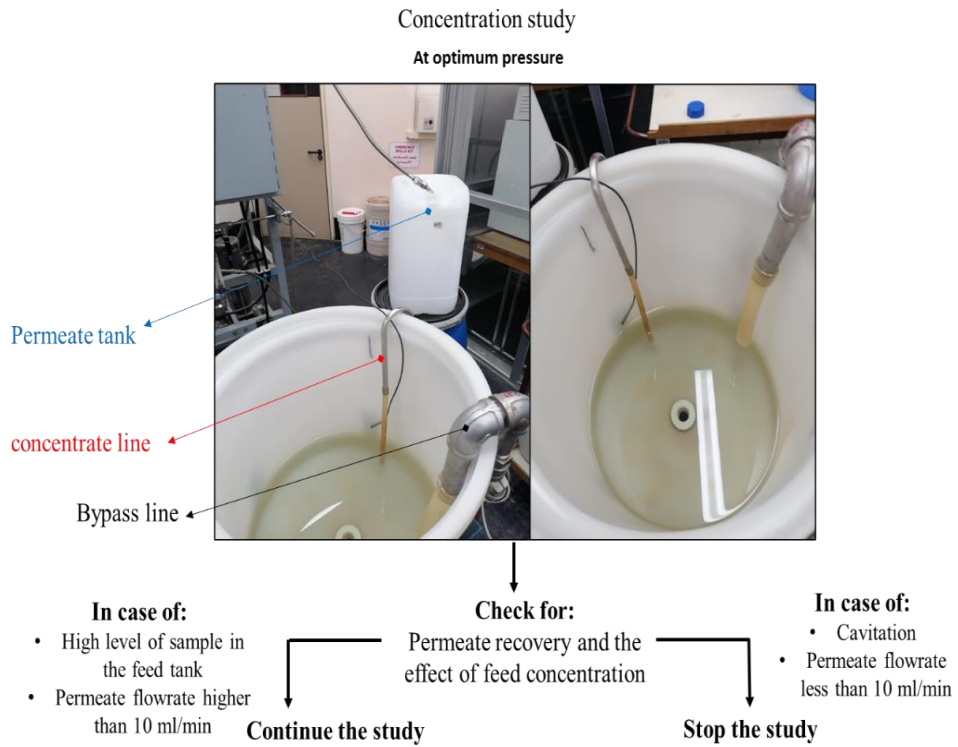 Concentration study
At optimum pressure
Permeate tank
concentrate line
Bypass line
In case of:
• High level of sample in
the feed tank
• Permeate flowrate higher
than 10 ml/min
Check for:
Permeate recovery and the
effect of feed concentration
In case of:
• Cavitation
• Permeate flowrate
less than 10 ml/min
Continue the study
Stop the study